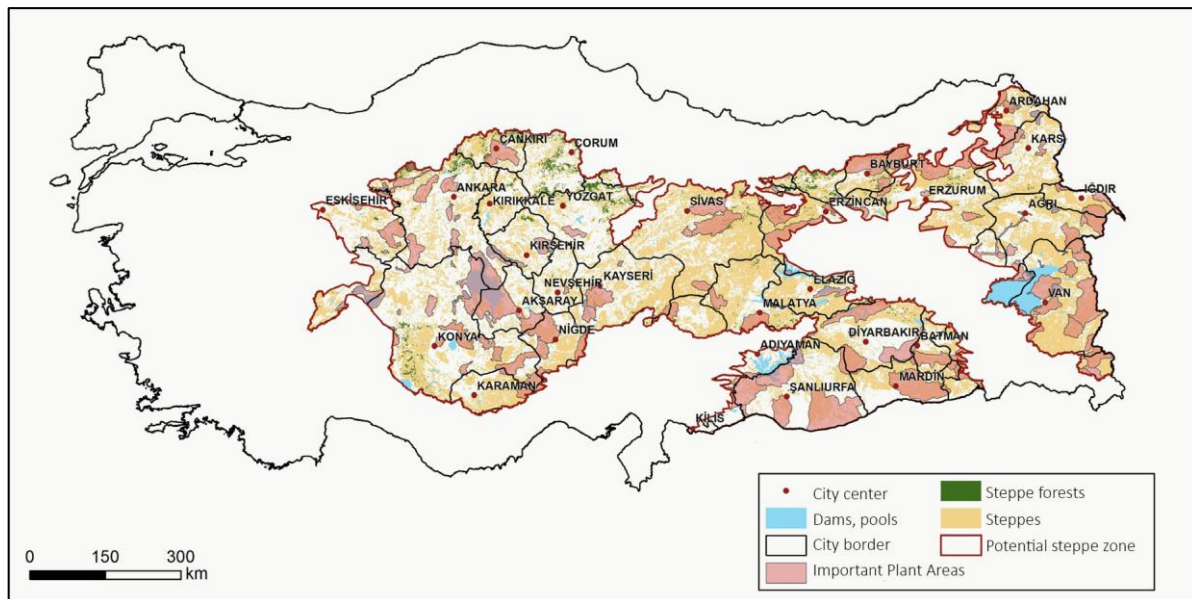 ARDAHAN
KARS
ÇANKIRI
ÇORUM
BAYBURT
ANKARA
ERZURUM
IĞDIR
ESKİSEHİR
KIRIKKALE
YOZGAT
SİVAS
ERZİNCAN
AĞRI
KIRŞEHİR
KAYSERİ
NEVŞEHİR
ELAZIĞ
VAN
AKSARAY
MALATYA
KONYA
NİĞDE
DİYARBAKIR
BATMAN
ADIYAMAN
KARAMAN
ŞANLIURFA
MARDİN
KİLİS
City center
Steppe forests
Dams, pools
Steppes
City border
Potential steppe zone
Important Plant Areas
0 150 300
km